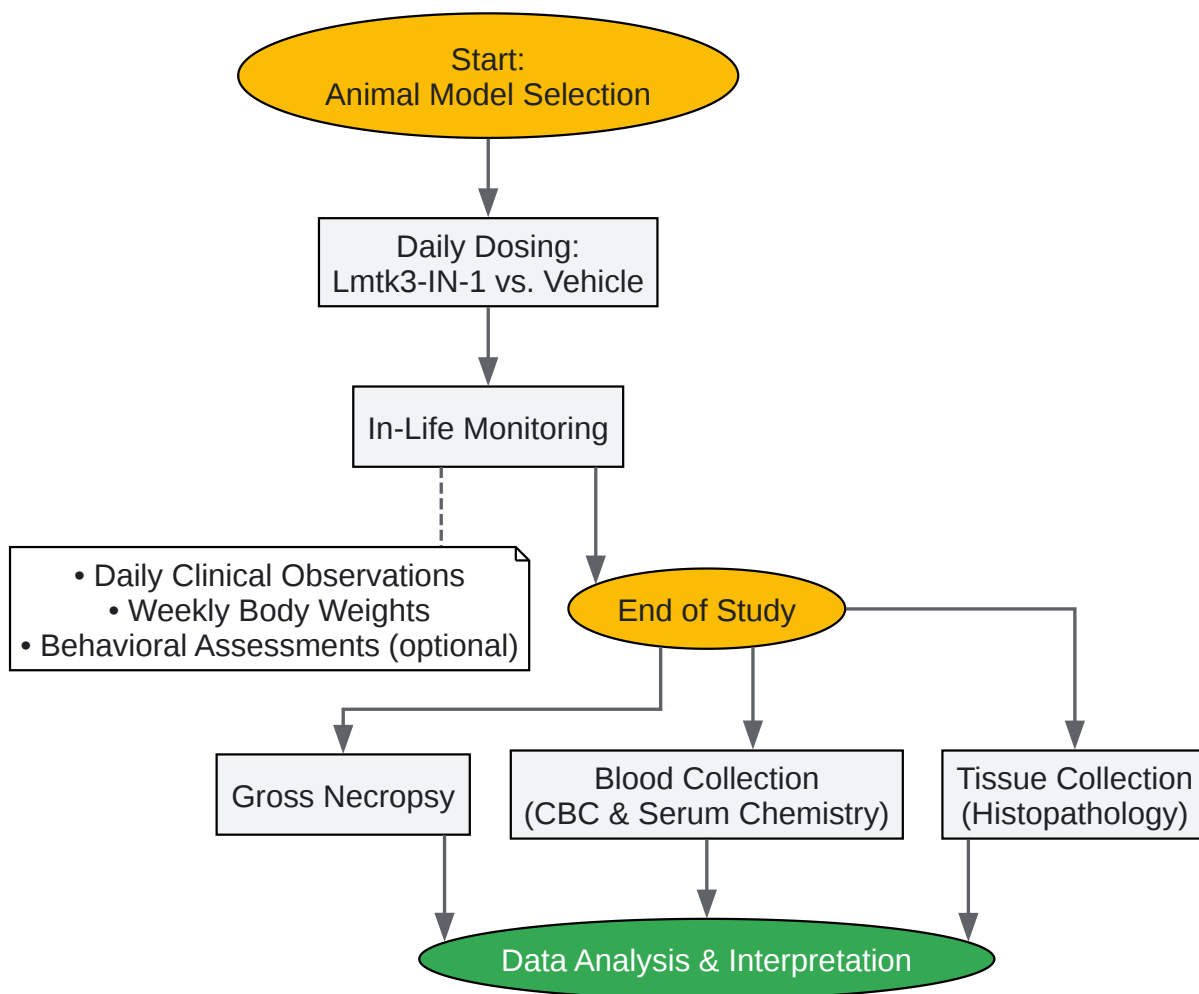 Start:
Animal Model Selection
Daily Dosing:
Lmtk3-IN-1 vs. Vehicle
In-Life Monitoring
• Daily Clinical Observations
• Weekly Body Weights
• Behavioral Assessments (optional)
End of Study
Gross Necropsy
Blood Collection
(CBC & Serum Chemistry)
Tissue Collection
(Histopathology)
Data Analysis & Interpretation